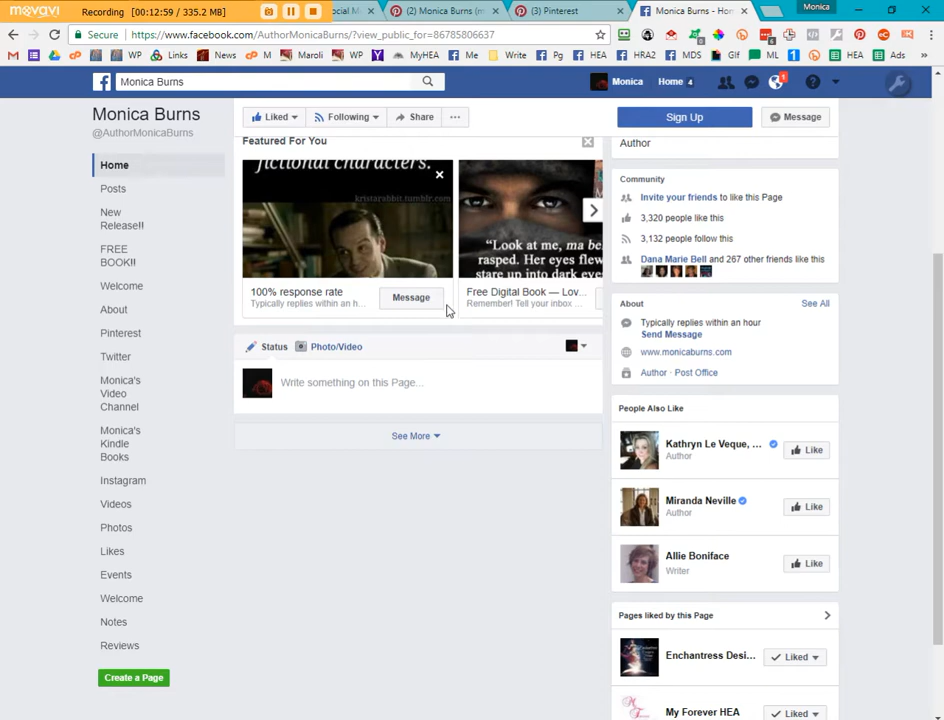 movavi Recording 00:12:59 / 335.2 MB
ocial M (2) Monica Burns (m (3) Pinterest Monica Burns - Hom Monica
Secure https://www.facebook.com/AuthorMonicaBurns/?view_public_for=86785806637
WP Links News Maroli M WP MyHEA Me Write Pg HEA HRA2 MDS Gif ML HEA Ads
Monica Burns Monica Home 4 1
Monica Burns
@AuthorMonicaBurns
Home
Posts
New
Release!!
FREE
BOOK!!
Welcome
About
Pinterest
Twitter
Monica's
Video
Channel
Monica's
Kindle
Books
Instagram
Videos
Photos
Likes
Events
Welcome
Notes
Reviews
Create a Page
Liked Following Share ... Sign Up Message
Featured For You
fictional characters.
kristarabbit.tumblr.com
100% response rate
Typically replies within an h...
Message
"Look at me, ma be
rasped. Her eyes flew
stare up into dark eyes
Free Digital Book — Lov...
Remember! Tell your inbox ...
Status Photo/Video
Write something on this Page...
See More
Author
Community
Invite your friends to like this Page
3,320 people like this
3,132 people follow this
Dana Marie Bell and 267 other friends like this
About See All
Typically replies within an hour
Send Message
www.monicaburns.com
Author · Post Office
People Also Like
Kathryn Le Veque, ... Like
Author
Miranda Neville Like
Author
Allie Boniface Like
Writer
Pages liked by this Page
Enchantress Desi... Liked
My Forever HEA Liked